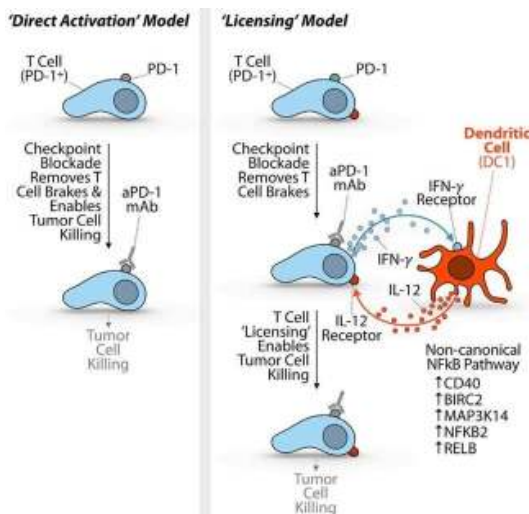 'Direct Activation' Model
T Cell
(PD-1+)
PD-1
Checkpoint
Blockade
Removes T
Cell Brakes &
Enables
Tumor Cell
Killing
aPD-1
mAb
Tumor
Cell
Killing
'Licensing' Model
T Cell
(PD-1+)
PD-1
Checkpoint
Blockade
Removes T
Cell Brakes
aPD-1
mAb
Dendritic
Cell
(DC1)
IFN-γ
Receptor
IFN-γ
IL-12
IL-12
Receptor
T Cell
'Licensing'
Enables
Tumor Cell
Killing
Non-canonical
NFkB Pathway
↑CD40
↑BIRC2
↑MAP3K14
↑NFKB2
↑RELB
Tumor
Cell
Killing